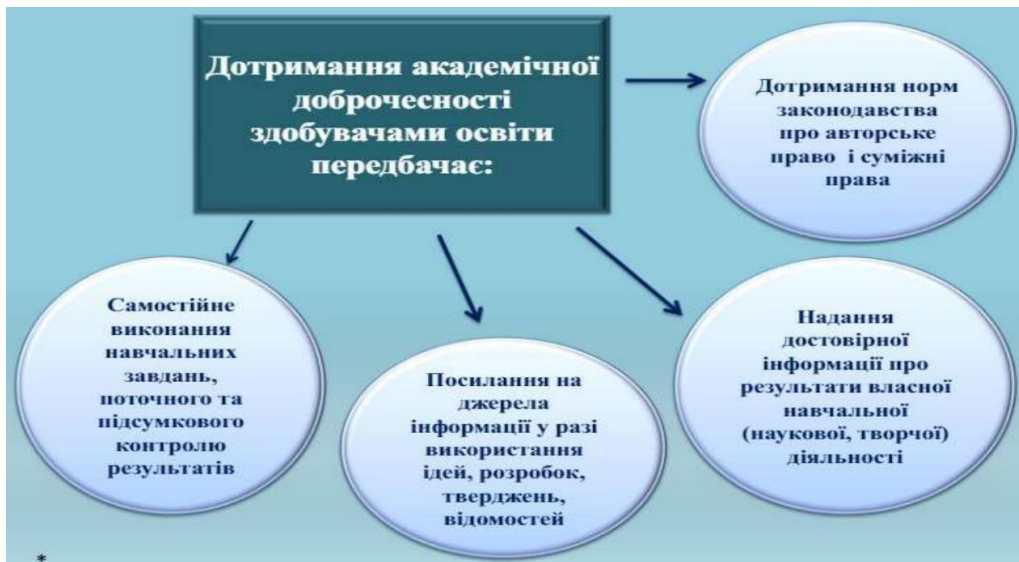 Дотримання академічної
доброчесності
здобувачами освіти
передбачає:
Дотримання норм
законодавства
про авторське
право і суміжні
права
Самостійне
виконання
навчальних
завдань,
поточного та
підсумкового
контролю
результатів
Посилання на
джерела
інформації у разі
використання
ідей, розробок,
тверджень,
відомостей
Надання
достовірної
інформації про
результати власної
навчальної
(наукової, творчої)
діяльності
*